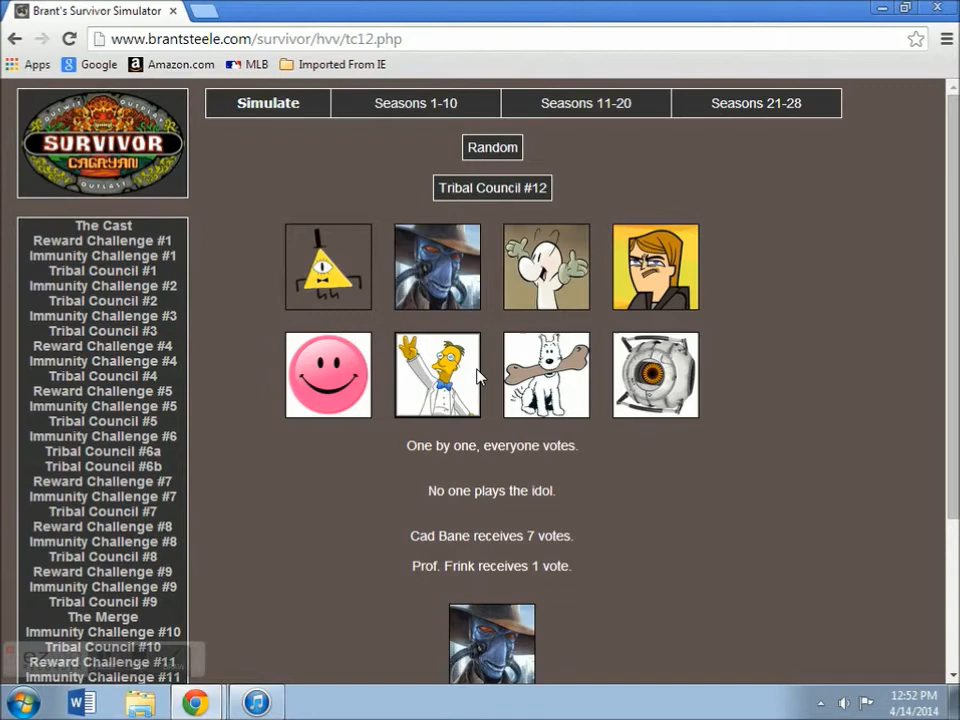 Brant's Survivor Simulator
www.brantsteele.com/survivor/hvv/tc12.php
Apps Google Amazon.com MLB Imported From IE
OUTWIT OUTPLAY
SURVIVOR
CAGAYAN
OUTLAST
Simulate Seasons 1-10 Seasons 11-20 Seasons 21-28
Random
Tribal Council #12
The Cast
Reward Challenge #1
Immunity Challenge #1
Tribal Council #1
Immunity Challenge #2
Tribal Council #2
Immunity Challenge #3
Tribal Council #3
Reward Challenge #4
Immunity Challenge #4
Tribal Council #4
Reward Challenge #5
Immunity Challenge #5
Tribal Council #5
Immunity Challenge #6
Tribal Council #6a
Tribal Council #6b
Reward Challenge #7
Immunity Challenge #7
Tribal Council #7
Reward Challenge #8
Immunity Challenge #8
Tribal Council #8
Reward Challenge #9
Immunity Challenge #9
Tribal Council #9
The Merge
Immunity Challenge #10
Tribal Council #10
Reward Challenge #11
Immunity Challenge #11
One by one, everyone votes.
No one plays the idol.
Cad Bane receives 7 votes.
Prof. Frink receives 1 vote.
12:52 PM
4/14/2014